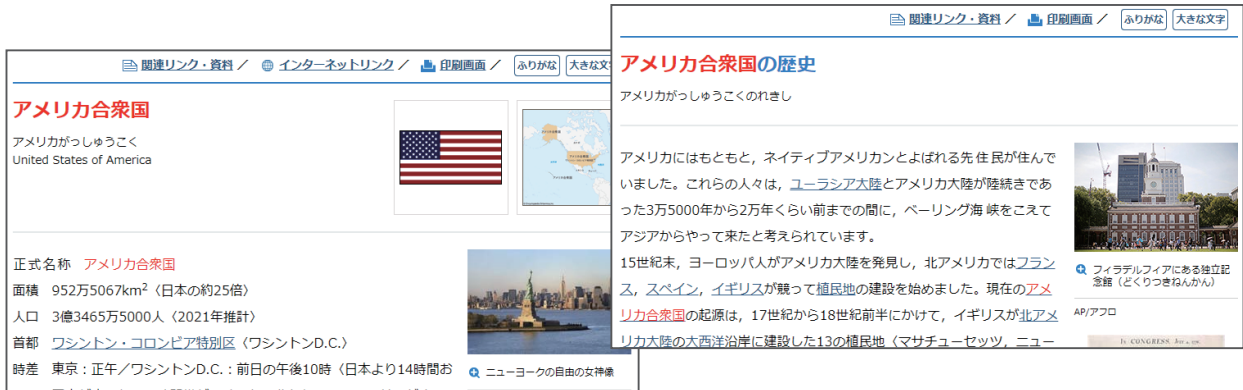 関連リンク・資料 / インターネットリンク / 印刷画面 / ふりがな 大きな文
アメリカ合衆国
アメリカがっしゅうこく
United States of America
正式名称 アメリカ合衆国
面積 952万5067km²〈日本の約25倍〉
人口 3億3465万5000人〈2021年推計〉
首都 ワシントン・コロンビア特別区〈ワシントンD.C.〉
時差 東京：正午／ワシントンD.C.：前日の午後10時〈日本より14時間お
ニューヨークの自由の女神像
関連リンク・資料 / 印刷画面 / ふりがな 大きな文字
アメリカ合衆国の歴史
アメリカがっしゅうこくのれきし
アメリカにはもともと，ネイティブアメリカンとよばれる先住民が住んで
いました。これらの人々は，ユーラシア大陸とアメリカ大陸が陸続きであ
った3万5000年から2万年くらい前までの間に，ベーリング海峡をこえて
アジアからやって来たと考えられています。
15世紀末，ヨーロッパ人がアメリカ大陸を発見し，北アメリカではフラン
ス，スペイン，イギリスが競って植民地の建設を始めました。現在のアメ
リカ合衆国の起源は，17世紀から18世紀前半にかけて，イギリスが北アメ
リカ大陸の大西洋沿岸に建設した13の植民地〈マサチューセッツ，ニュー
フィラデルフィアにある独立記
念館（どくりつきねんかん）
AP/アフロ
In CONGRESS,